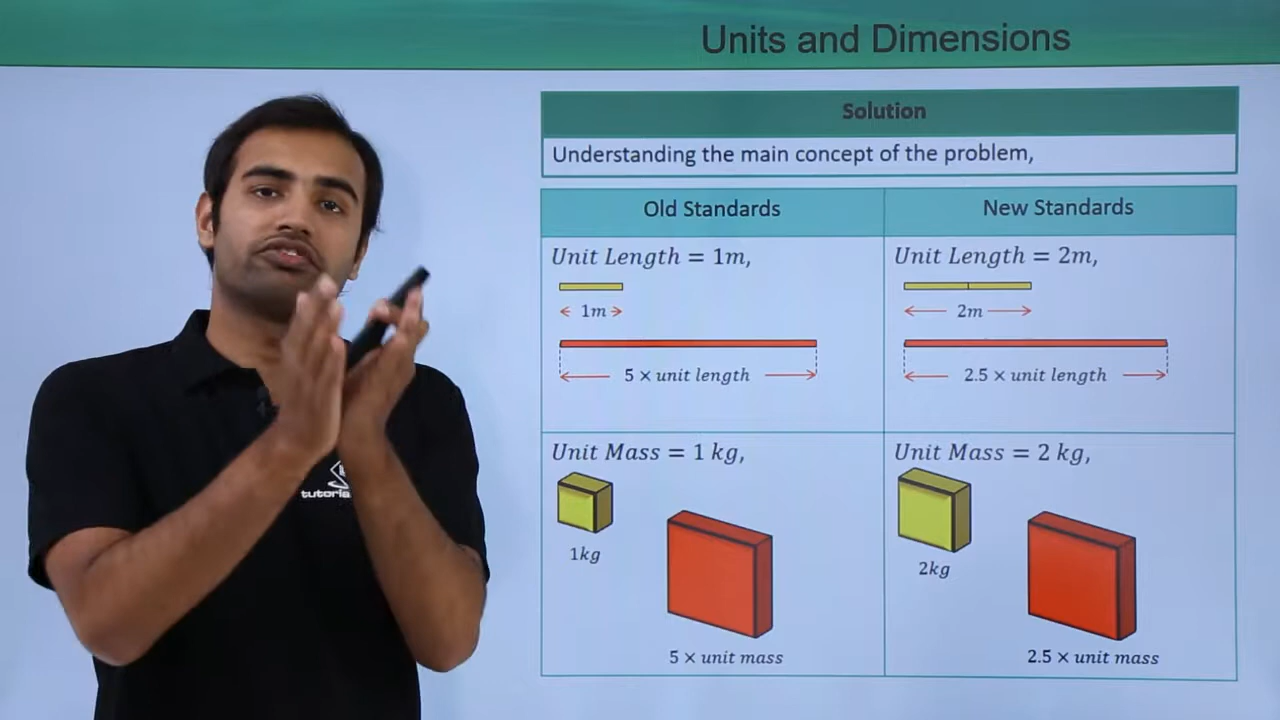 Units and Dimensions
Solution
Understanding the main concept of the problem,
Old Standards
New Standards
Unit Length = 1m,
1m
5 × unit length
Unit Length = 2m,
2m
2.5 × unit length
Unit Mass = 1 kg,
1kg
5 × unit mass
Unit Mass = 2 kg,
2kg
2.5 × unit mass